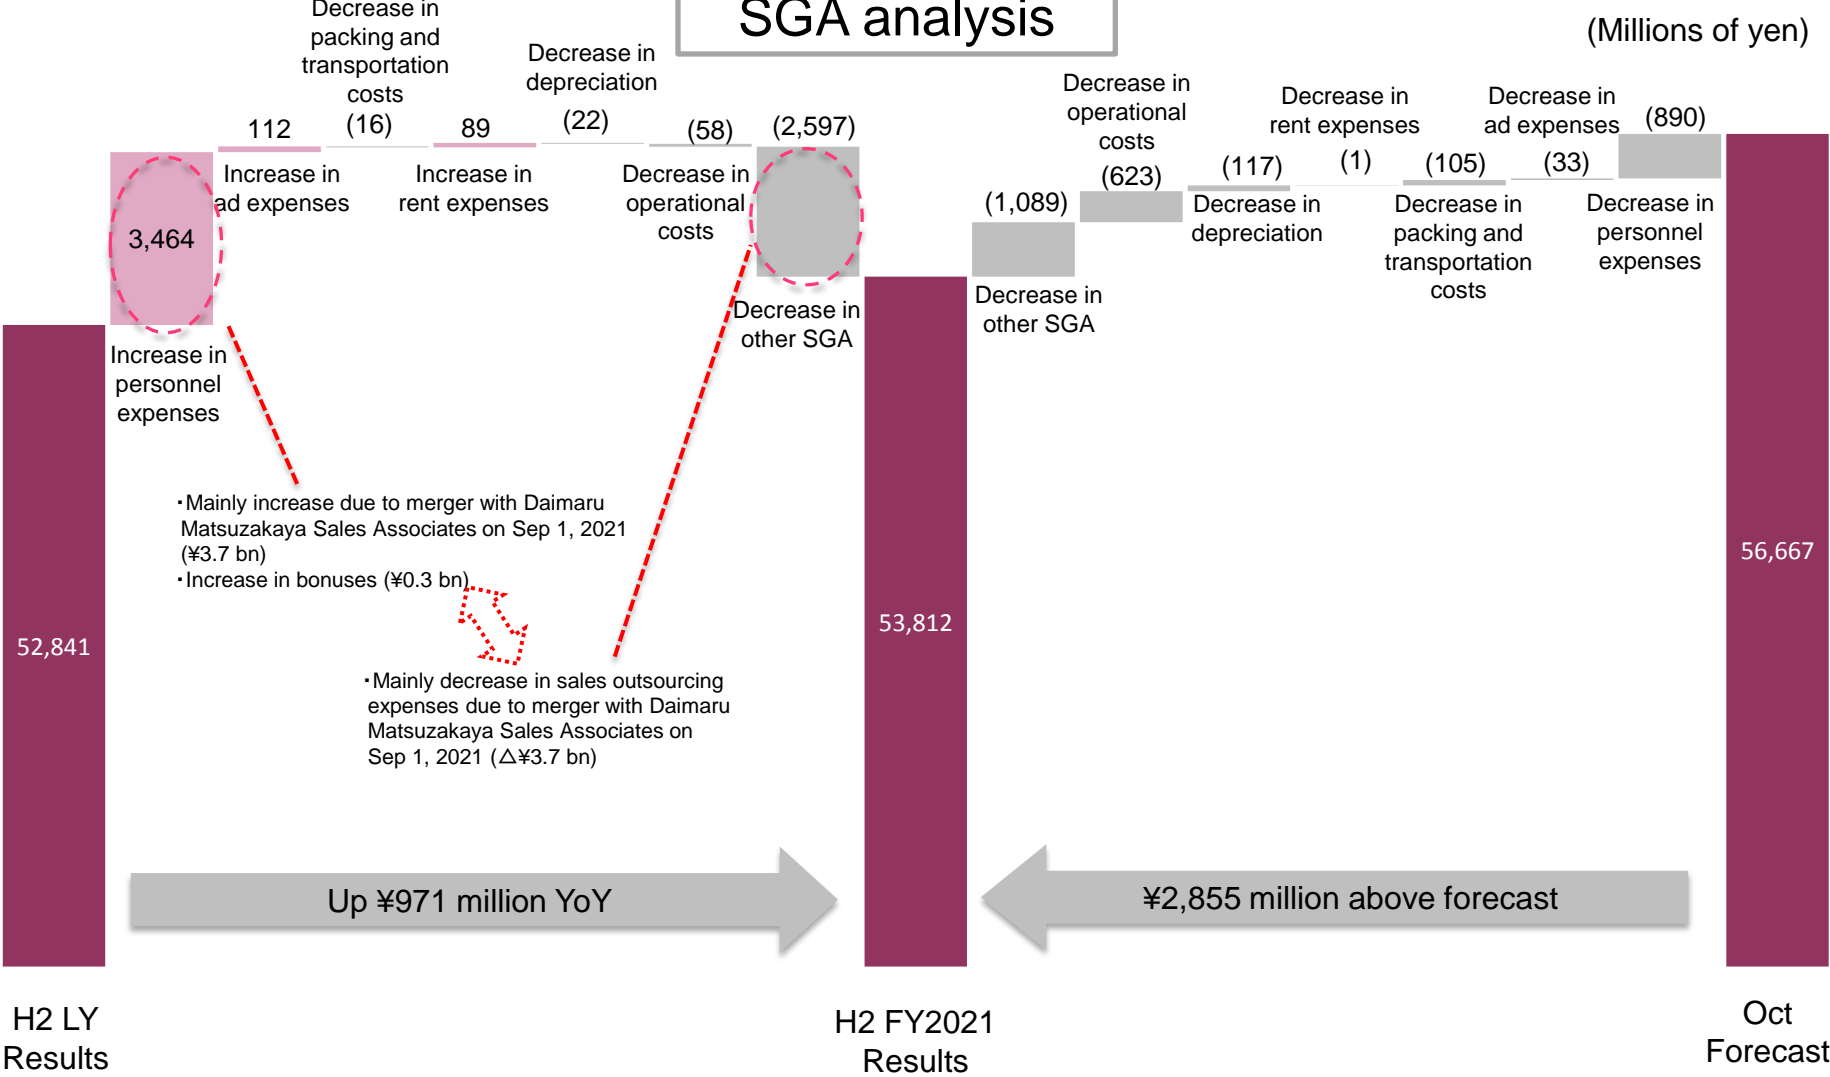 SGA analysis
(Millions of yen)
Decrease in
packing and
transportation
costs
(16)
Decrease in
depreciation
(22)
112
89
(58)
(2,597)
Increase in
ad expenses
Increase in
rent expenses
Decrease in
operational
costs
3,464
Increase in
personnel
expenses
Decrease in
other SGA
Decrease in
operational
costs
(623)
Decrease in
rent expenses
(1)
Decrease in
ad expenses
(33)
(890)
(1,089)
(117)
(105)
Decrease in
depreciation
Decrease in
packing and
transportation
costs
Decrease in
personnel
expenses
Decrease in
other SGA
・Mainly increase due to merger with Daimaru
Matsuzakaya Sales Associates on Sep 1, 2021
(¥3.7 bn)
・Increase in bonuses (¥0.3 bn)
・Mainly decrease in sales outsourcing
expenses due to merger with Daimaru
Matsuzakaya Sales Associates on
Sep 1, 2021 (△¥3.7 bn)
52,841
53,812
56,667
Up ¥971 million YoY
¥2,855 million above forecast
H2 LY
Results
H2 FY2021
Results
Oct
Forecast